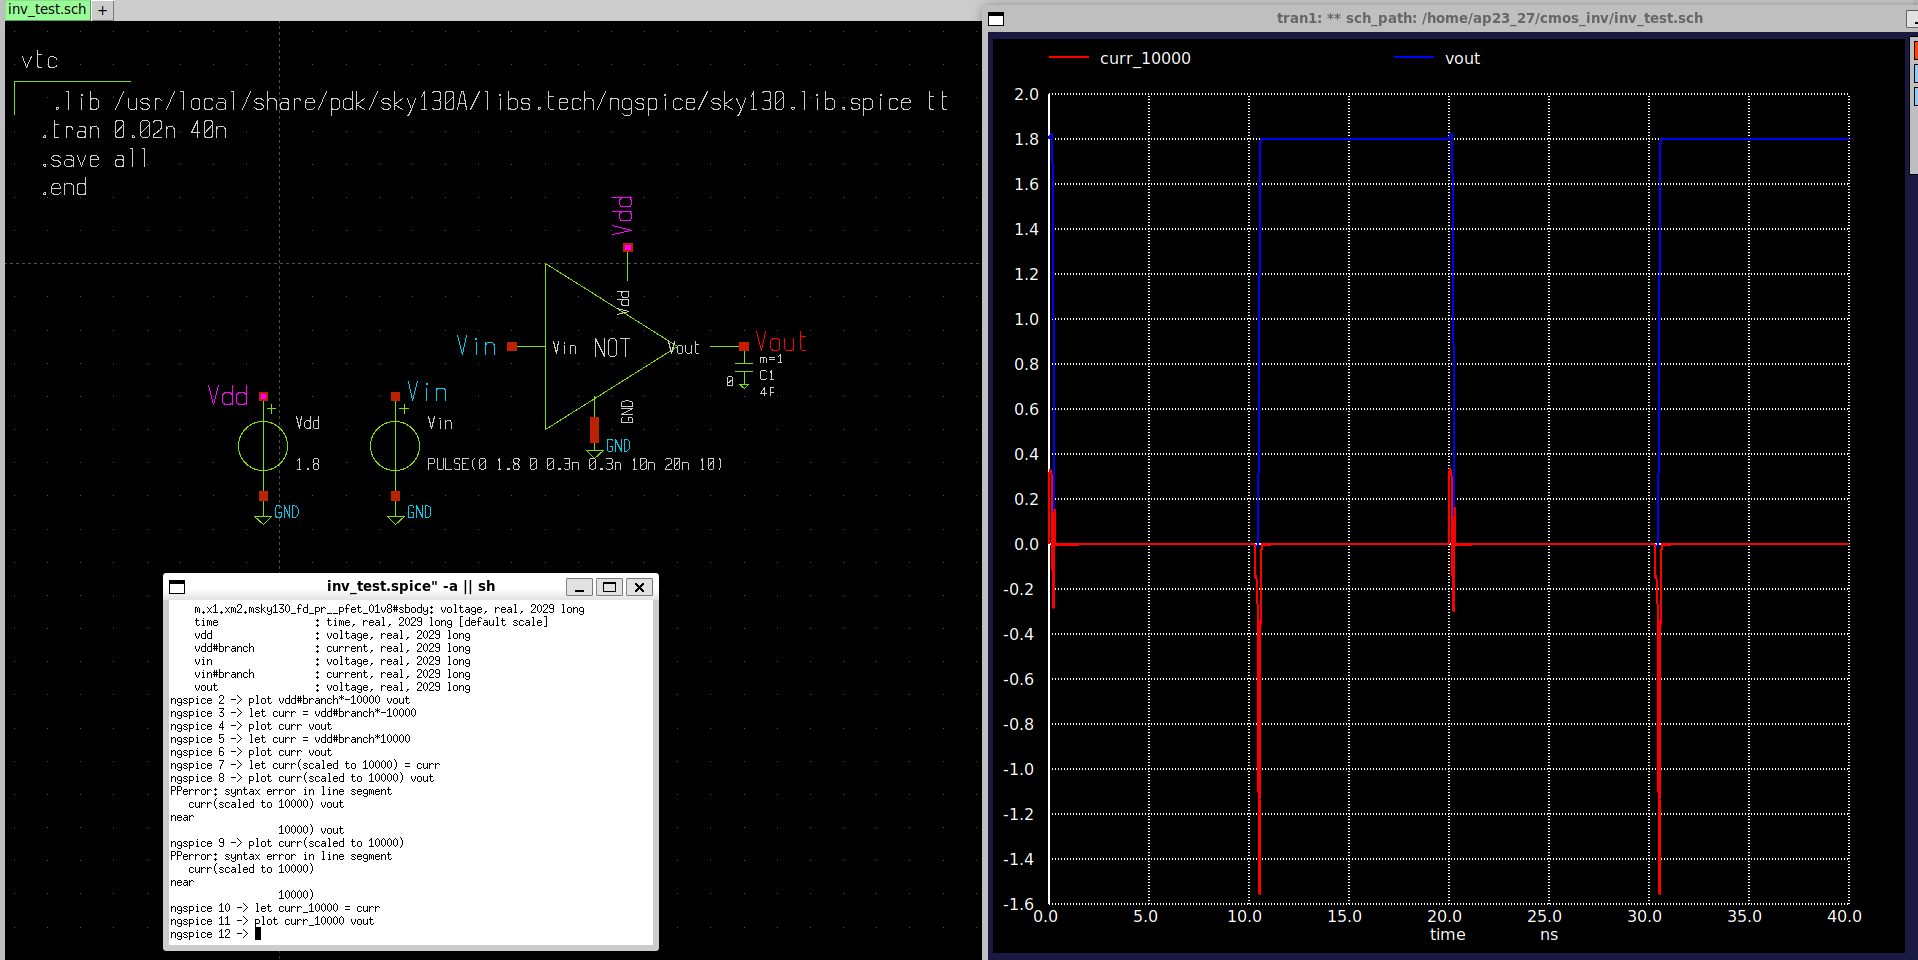 inv_test.sch +
vtc
.lib /usr/local/share/pdk/sky130A/libs.tech/ngspice/sky130.lib.spice tt
.tran 0.02n 40n
.save all
.end
Vdd
Vdd
Vin
Vin NOT Vout
Vout
m=1
0 C1
4F
GND
GND
Vdd
+
Vdd
1.8
GND
Vin
+
Vin
PULSE(0 1.8 0 0.3n 0.3n 10n 20n 10)
GND
inv_test.spice" -a || sh
m.x1.xm2.msky130_fd_pr__pfet_01v8#sbody: voltage, real, 2029 long
time : time, real, 2029 long [default scale]
vdd : voltage, real, 2029 long
vdd#branch : current, real, 2029 long
vin : voltage, real, 2029 long
vin#branch : current, real, 2029 long
vout : voltage, real, 2029 long
ngspice 2 -> plot vdd#branch*-10000 vout
ngspice 3 -> let curr = vdd#branch*-10000
ngspice 4 -> plot curr vout
ngspice 5 -> let curr = vdd#branch*10000
ngspice 6 -> plot curr vout
ngspice 7 -> let curr(scaled to 10000) = curr
ngspice 8 -> plot curr(scaled to 10000) vout
PPerror: syntax error in line segment
curr(scaled to 10000) vout
near
10000) vout
ngspice 9 -> plot curr(scaled to 10000)
PPerror: syntax error in line segment
curr(scaled to 10000)
near
10000)
ngspice 10 -> let curr_10000 = curr
ngspice 11 -> plot curr_10000 vout
ngspice 12 ->
tran1: ** sch_path: /home/ap23_27/cmos_inv/inv_test.sch
curr_10000 vout
2.0
1.8
1.6
1.4
1.2
1.0
0.8
0.6
0.4
0.2
0.0
-0.2
-0.4
-0.6
-0.8
-1.0
-1.2
-1.4
-1.6
0.0 5.0 10.0 15.0 20.0 25.0 30.0 35.0 40.0
time ns